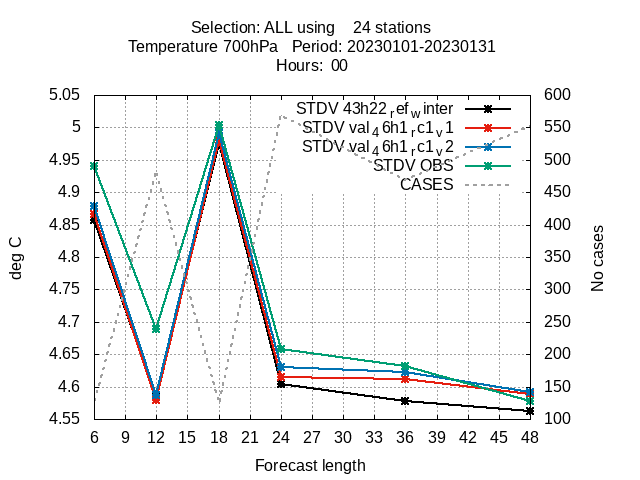 Selection: ALL using    24 stations
Temperature 700hPa   Period: 20230101-20230131
Hours:  00
5.05
5
4.95
4.9
4.85
4.8
4.75
4.7
4.65
4.6
4.55
deg C
STDV 43h22ref_winter
STDV val_46h1_rc1_v1
STDV val_46h1_rc1_v2
STDV OBS
CASES
600
550
500
450
400
350
300
250
200
150
100
No cases
6 9 12 15 18 21 24 27 30 33 36 39 42 45 48
Forecast length